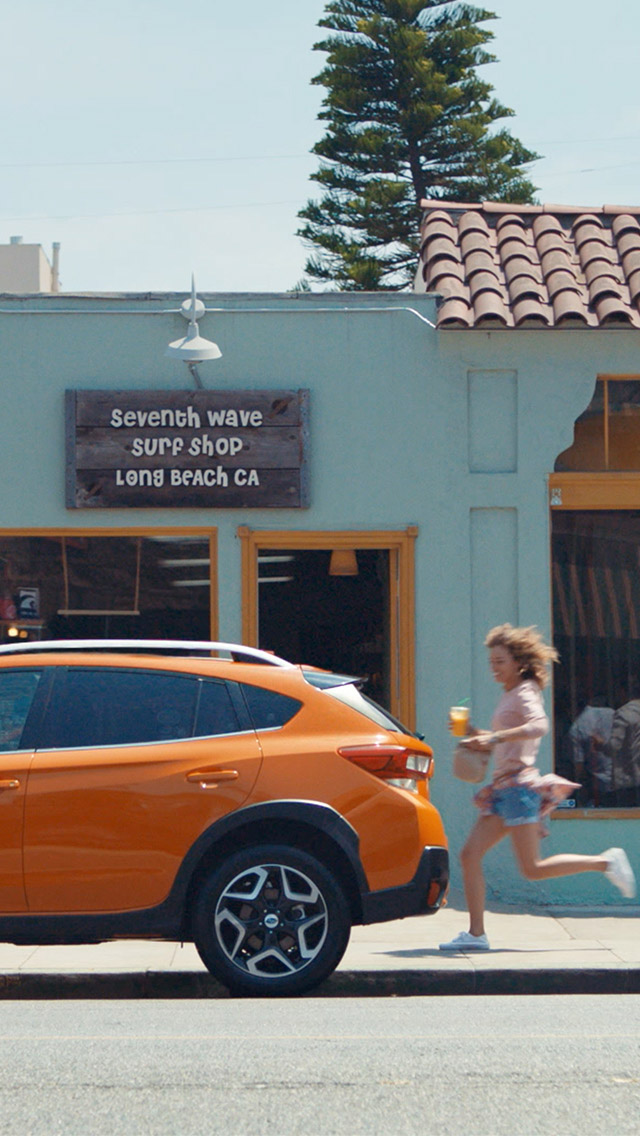 Seventh Wave
Surf Shop
Long Beach CA